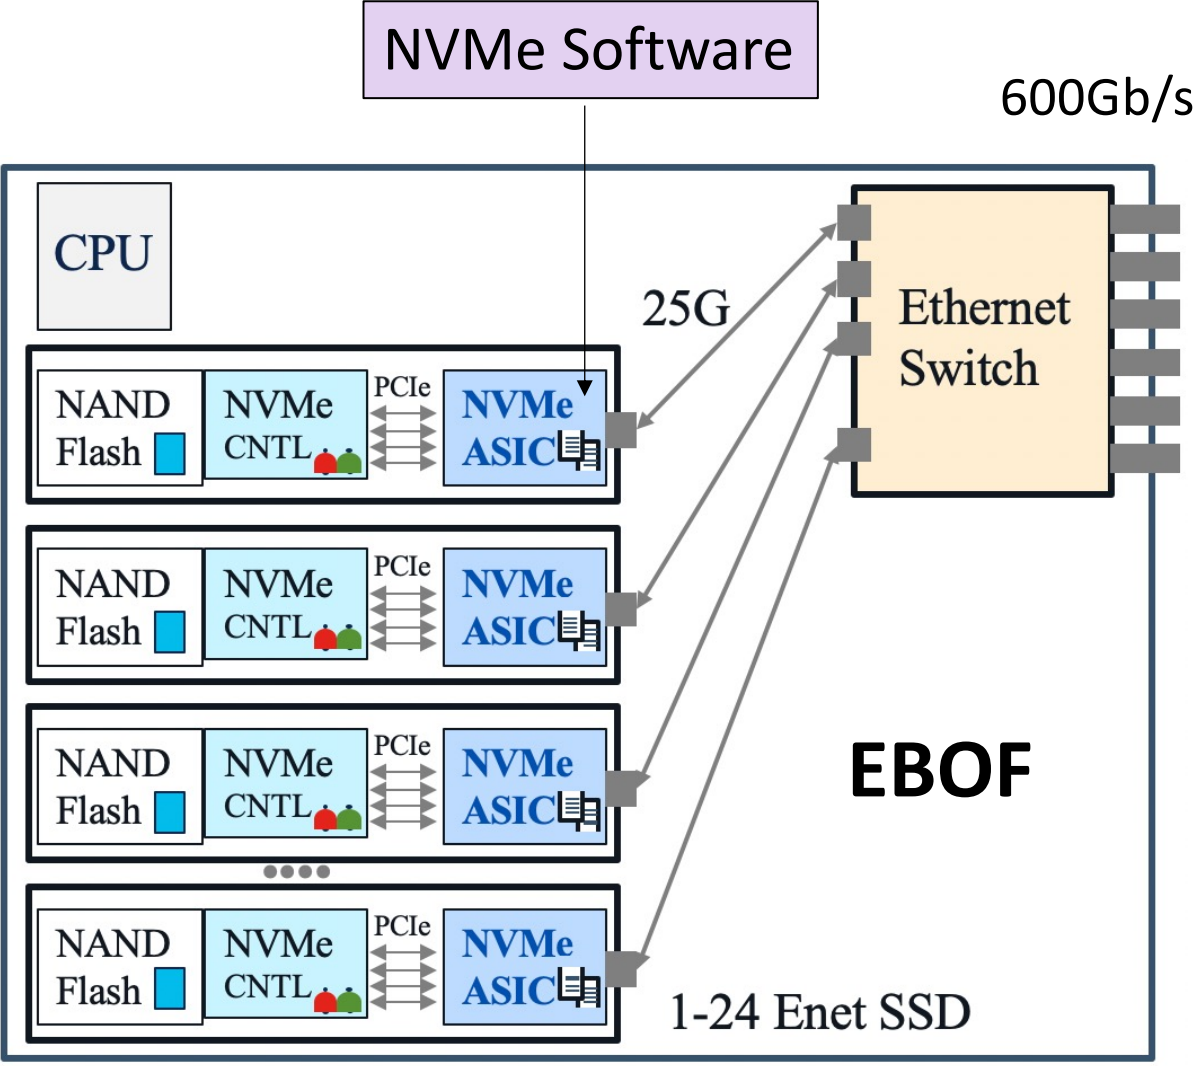 NVMe Software
600Gb/s
CPU
25G
Ethernet
Switch
NAND
Flash
NVMe
CNTL
PCIe
NVMe
ASIC
NAND
Flash
NVMe
CNTL
PCIe
NVMe
ASIC
NAND
Flash
NVMe
CNTL
PCIe
NVMe
ASIC
EBOF
NAND
Flash
NVMe
CNTL
PCIe
NVMe
ASIC
1-24 Enet SSD